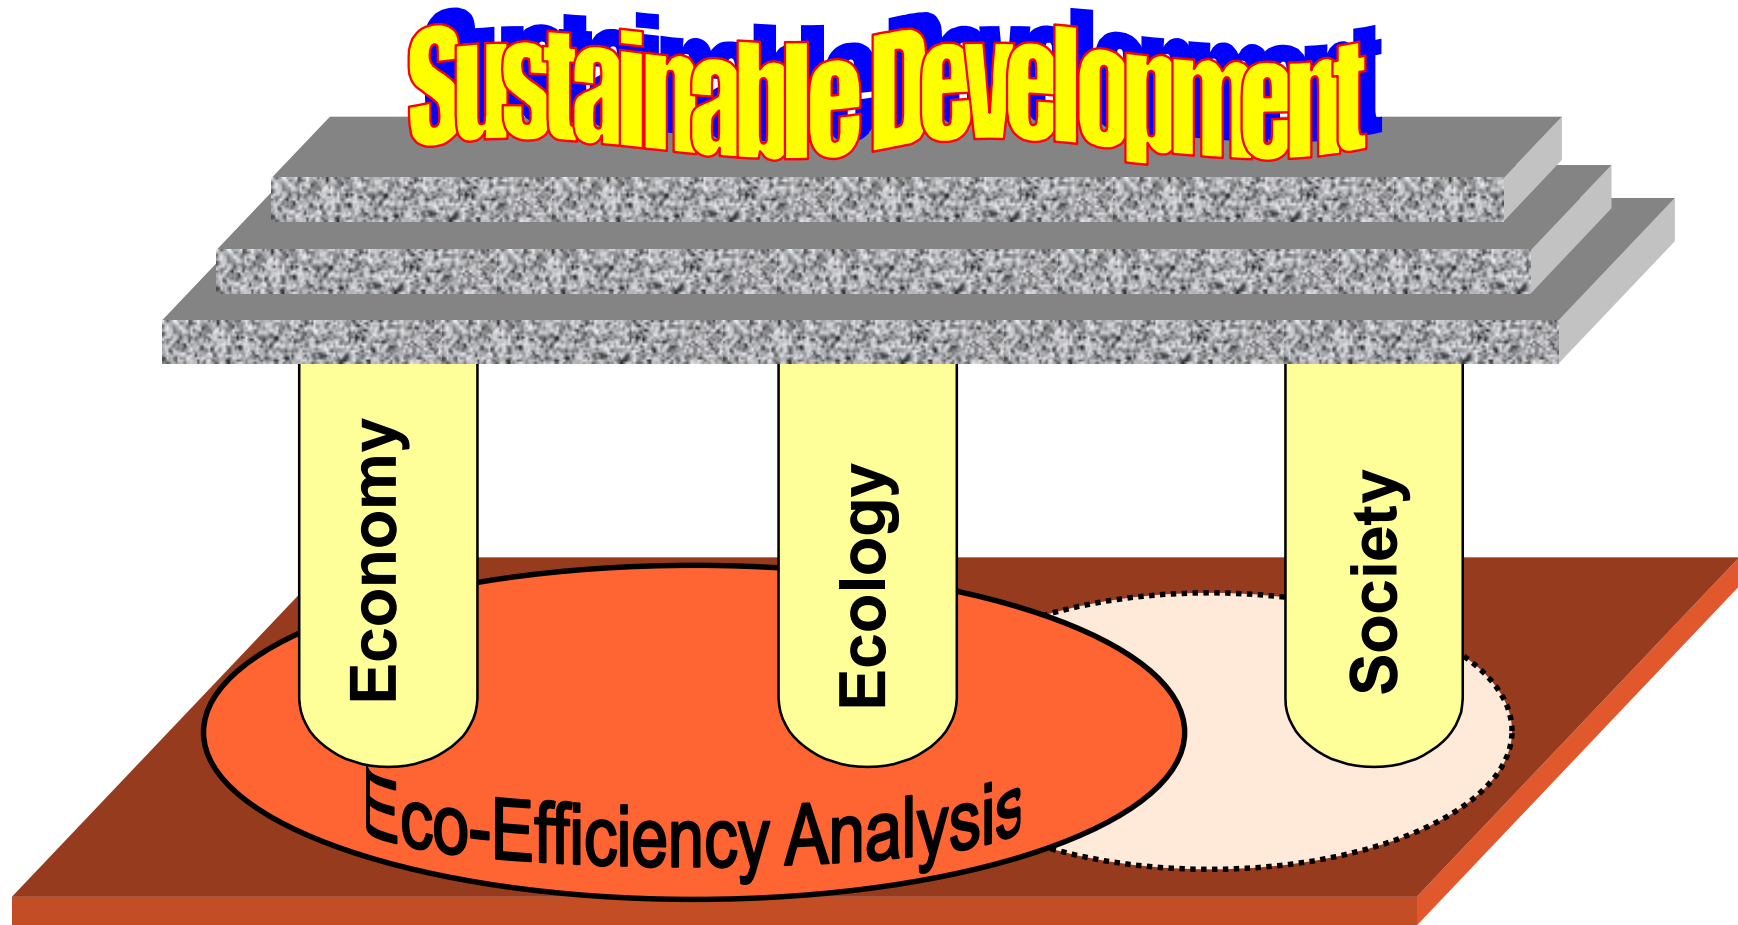 Sustainable Development
Economy
Ecology
Society
Eco-Efficiency Analysis